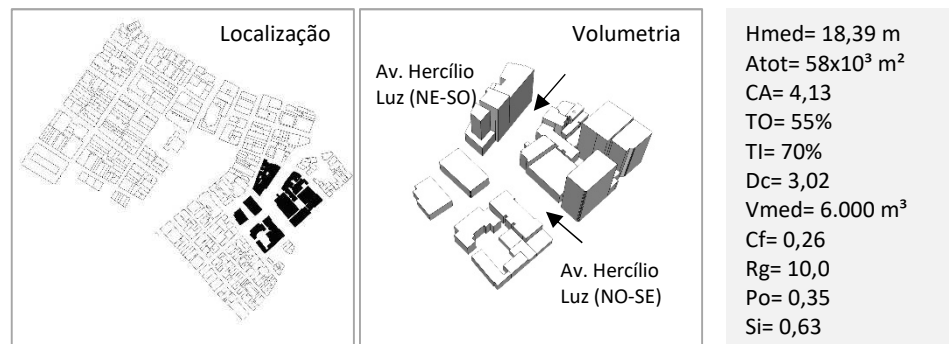 Localização
Volumetria
Av. Hercílio
Luz (NE-SO)
Av. Hercílio
Luz (NO-SE)
Hmed= 18,39 m
Atot= 58x10³ m²
CA= 4,13
TO= 55%
TI= 70%
Dc= 3,02
Vmed= 6.000 m³
Cf= 0,26
Rg= 10,0
Po= 0,35
Si= 0,63